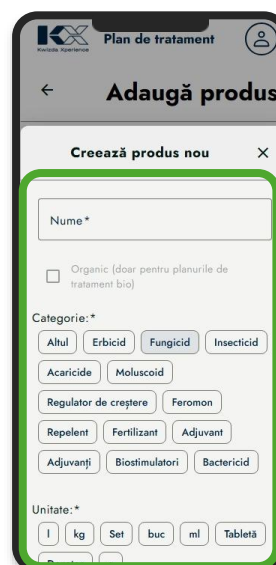 KX
Kwizda Xperience
Plan de tratament
Adaugă produs
Creează produs nou
Nume*
Organic (doar pentru planurile de
tratament bio)
Categorie:*
Altul Erbicid Fungicid Insecticid
Acaricide Moluscoid
Regulator de creștere Feromon
Repelent Fertilizant Adjuvant
Adjuvanți Biostimulatori Bactericid
Unitate:*
l kg Set buc ml Tabletă